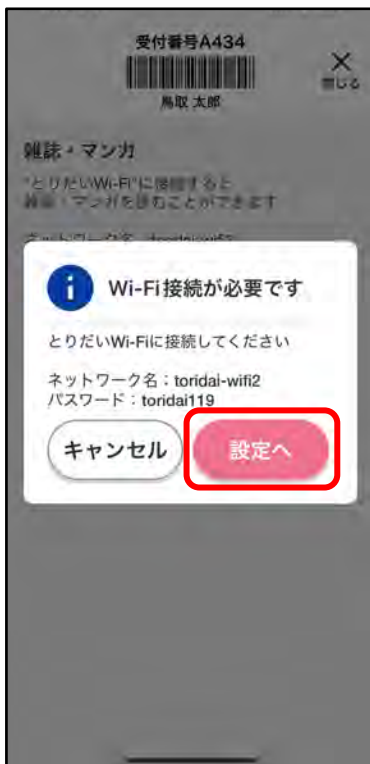 受付番号A434
鳥取 太郎
閉じる
雑誌・マンガ
"とりだいWi-Fi"に接続すると
雑誌・マンガを読むことができます
i
Wi-Fi接続が必要です
とりだいWi-Fiに接続してください
ネットワーク名：toridai-wifi2
パスワード：toridai119
キャンセル
設定へ